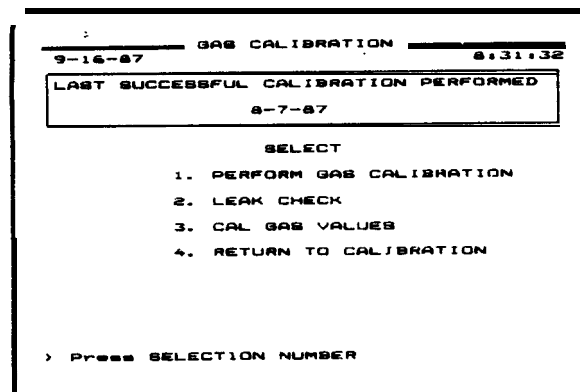 GAS CALIBRATION
9-16-87 8:31:32
LAST SUCCESSFUL CALIBRATION PERFORMED
8-7-87
SELECT
1. PERFORM GAS CALIBRATION
2. LEAK CHECK
3. CAL GAS VALUES
4. RETURN TO CALIBRATION
> Press SELECTION NUMBER